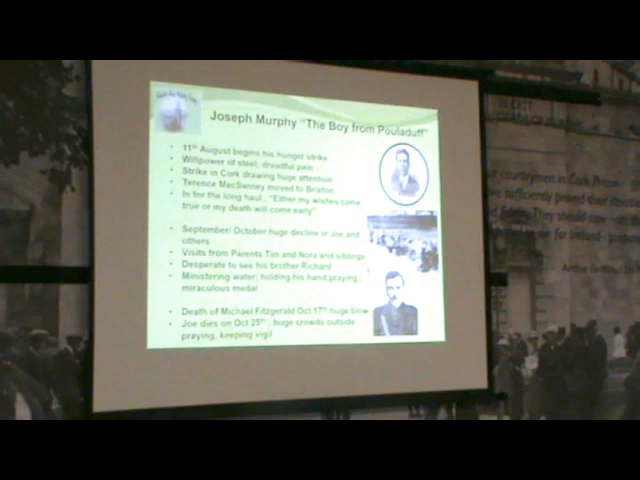 Joseph Murphy "The Boy from Pouladuff"
• 11th August begins his hunger strike
• Willpower of steel; dreadful pain
• Strike in Cork drawing huge attention
• Terence MacSwiney moved to Brixton
• In for the long haul ; "Either my wishes come
true or my death will come early"
• September/ October huge decline in Joe and
others
• Visits from Parents Tim and Nora and siblings
• Desperate to see his brother Richard
• Ministering water; holding his hand;praying ;
miraculous medal
• Death of Michael Fitzgerald Oct 17th huge blow
• Joe dies on Oct 25th ; huge crowds outside
praying, keeping vigil
countrymen in Cork Prison
sufficiently proved their
They should now
for Ireland
Arthur Griffith